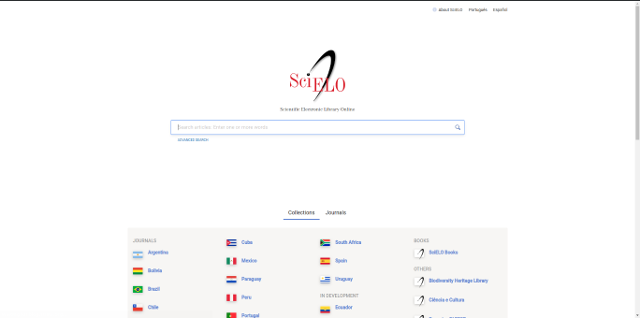 About SciELO Português Español
SciELO
Scientific Electronic Library Online
Search articles. Enter one or more words
ADVANCED SEARCH
Collections Journals
JOURNALS
Argentina
Bolivia
Brazil
Chile
Cuba
Mexico
Paraguay
Peru
Portugal
South Africa
Spain
Uruguay
IN DEVELOPMENT
Ecuador
BOOKS
SciELO Books
OTHERS
Biodiversity Heritage Library
Ciência e Cultura